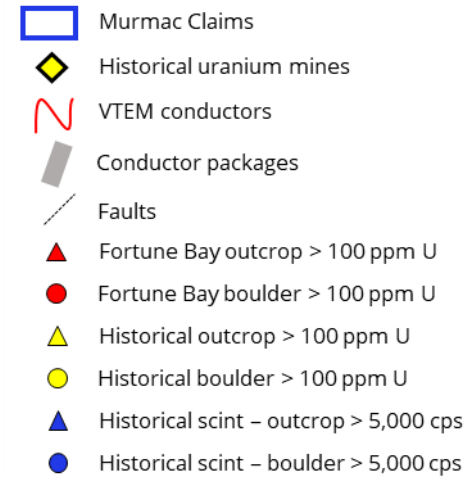 Murmac Claims
Historical uranium mines
VTEM conductors
Conductor packages
Faults
Fortune Bay outcrop > 100 ppm U
Fortune Bay boulder > 100 ppm U
Historical outcrop > 100 ppm U
Historical boulder > 100 ppm U
Historical scint – outcrop > 5,000 cps
Historical scint – boulder > 5,000 cps